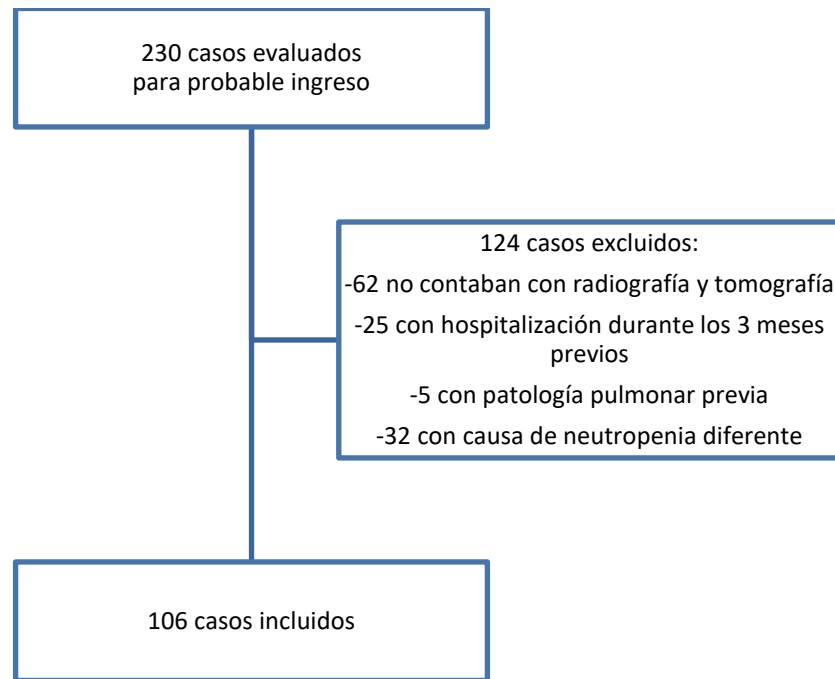 230 casos evaluados
para probable ingreso
124 casos excluidos:
-62 no contaban con radiografía y tomografía
-25 con hospitalización durante los 3 meses
previos
-5 con patología pulmonar previa
-32 con causa de neutropenia diferente
106 casos incluidos